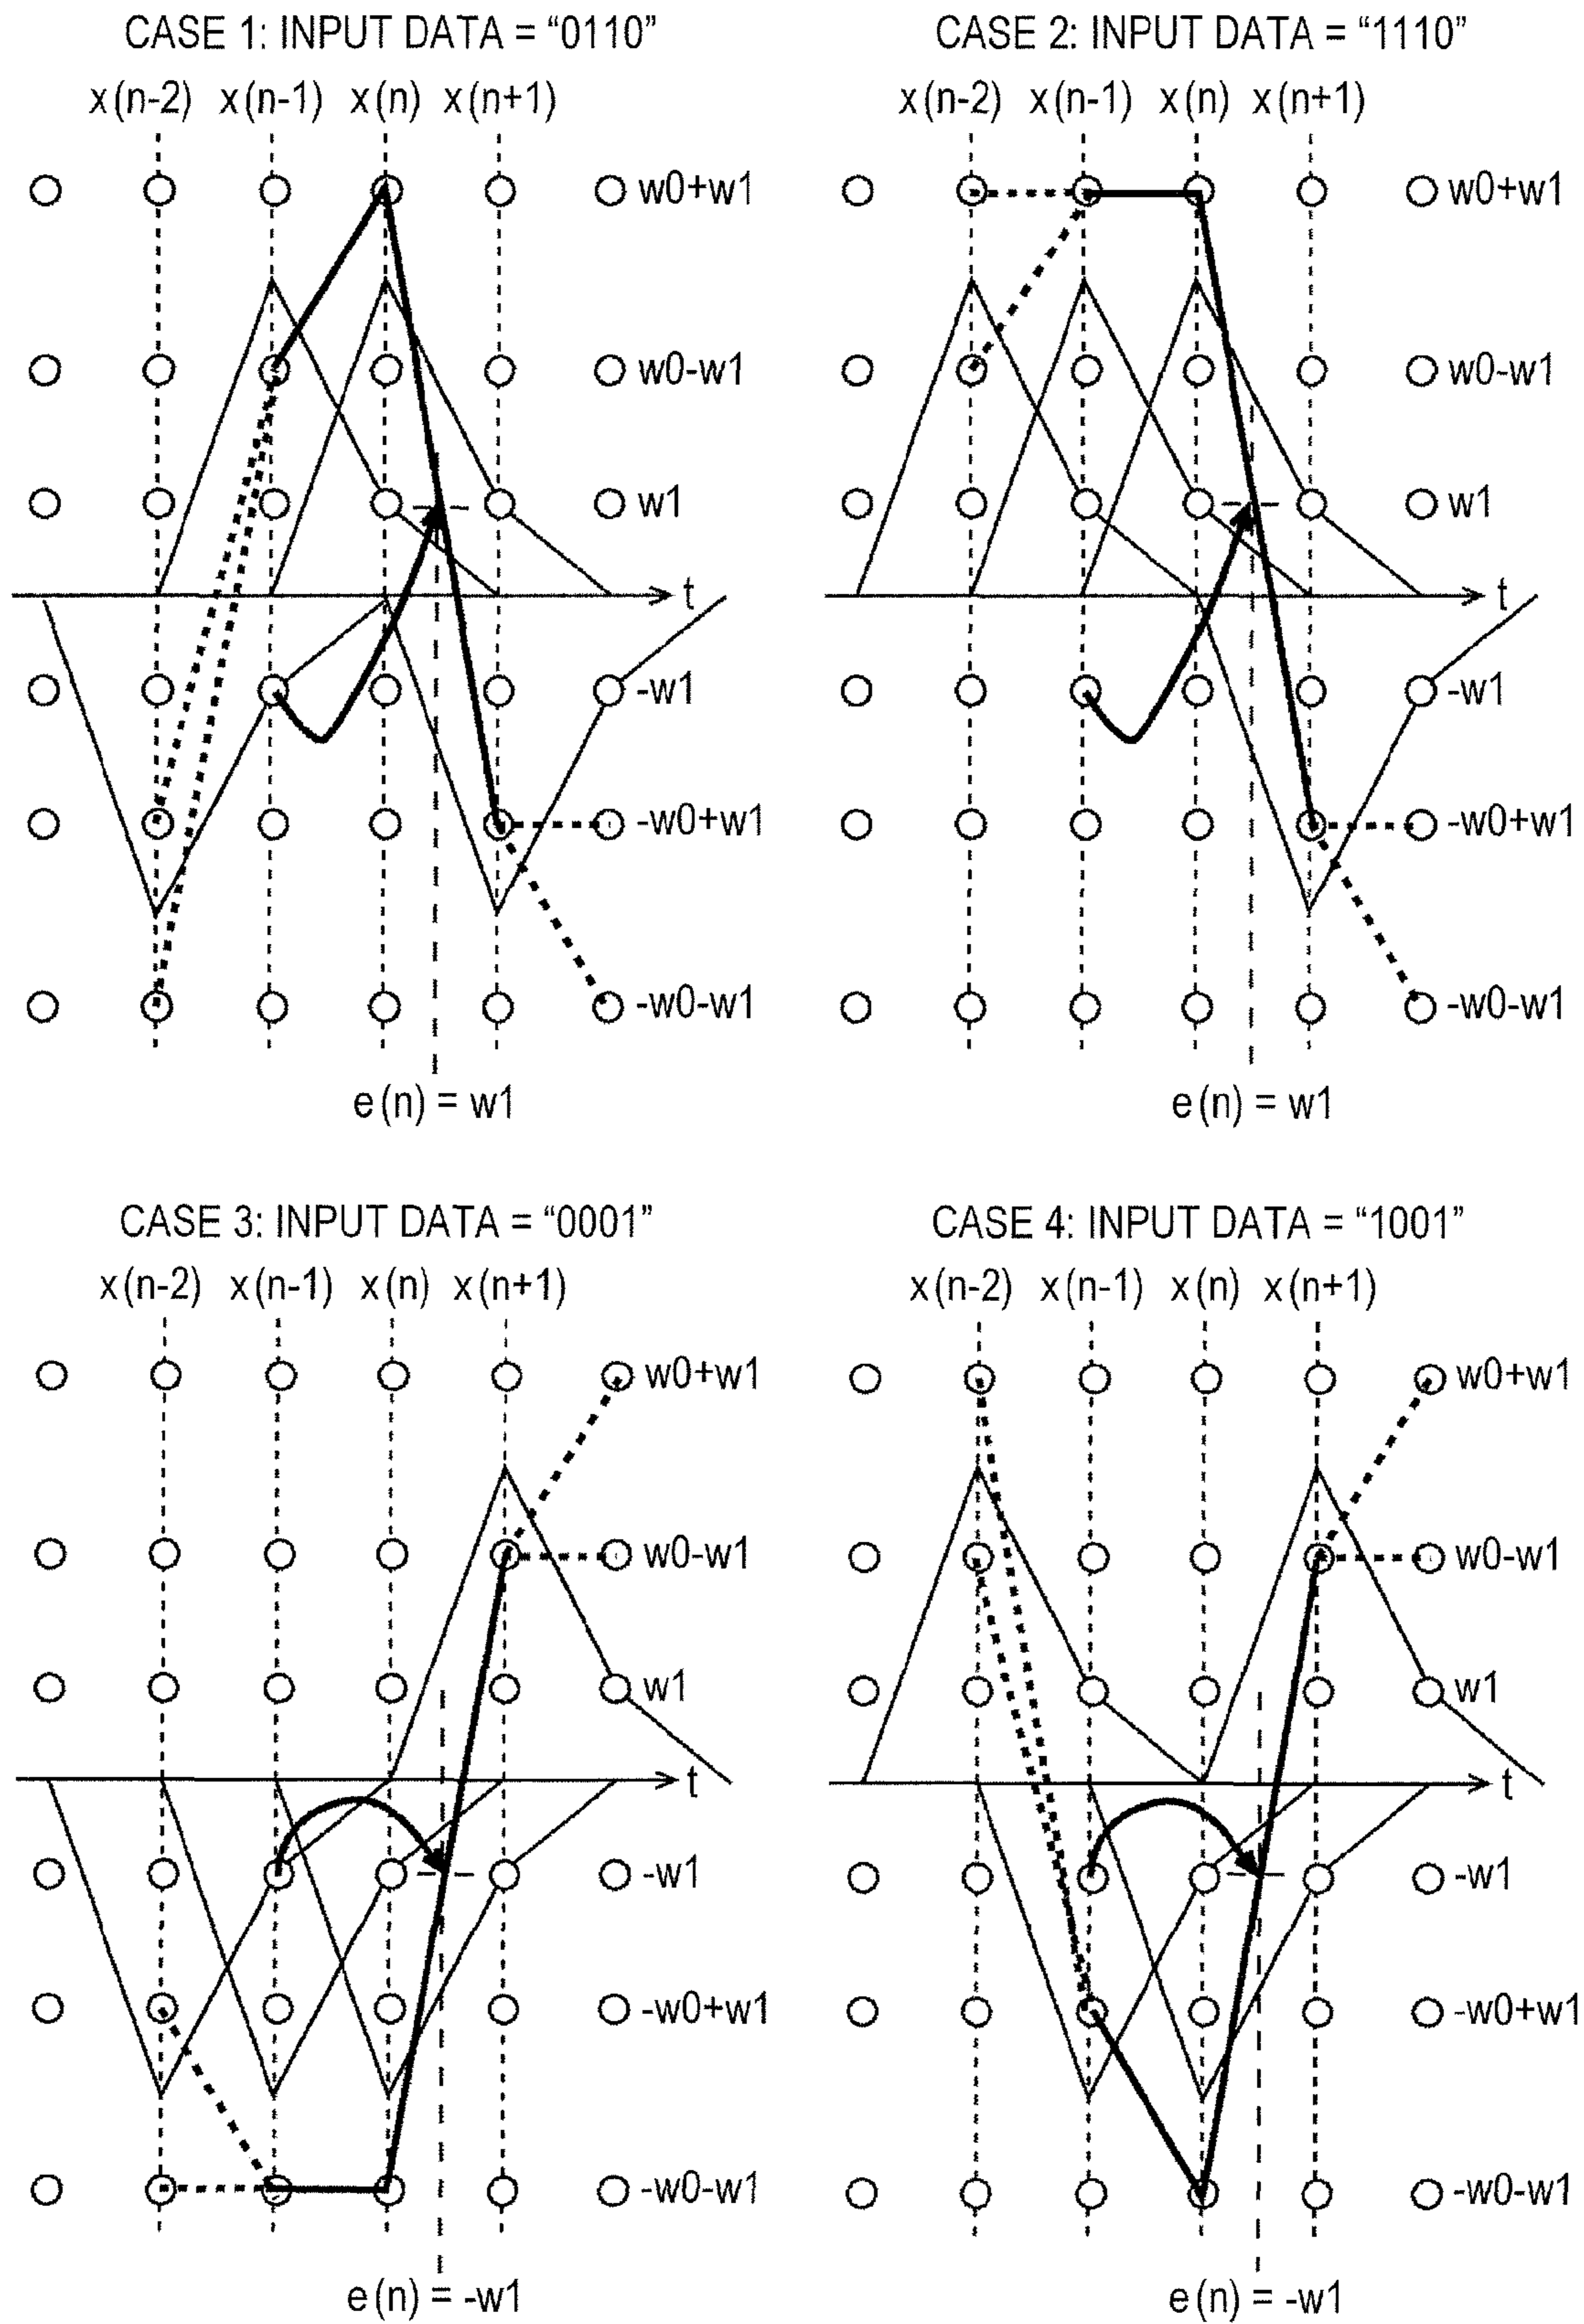 CASE 1: INPUT DATA = “0110”
x(n-2) x(n-1) x(n) x(n+1)
w0+w1
w0-w1
w1
t
-w1
-w0+w1
-w0-w1
e(n) = w1
CASE 2: INPUT DATA = “1110”
x(n-2) x(n-1) x(n) x(n+1)
w0+w1
w0-w1
w1
t
-w1
-w0+w1
-w0-w1
e(n) = w1
CASE 3: INPUT DATA = “0001”
x(n-2) x(n-1) x(n) x(n+1)
w0+w1
w0-w1
w1
t
-w1
-w0+w1
-w0-w1
e(n) = -w1
CASE 4: INPUT DATA = “1001”
x(n-2) x(n-1) x(n) x(n+1)
w0+w1
w0-w1
w1
t
-w1
-w0+w1
-w0-w1
e(n) = -w1